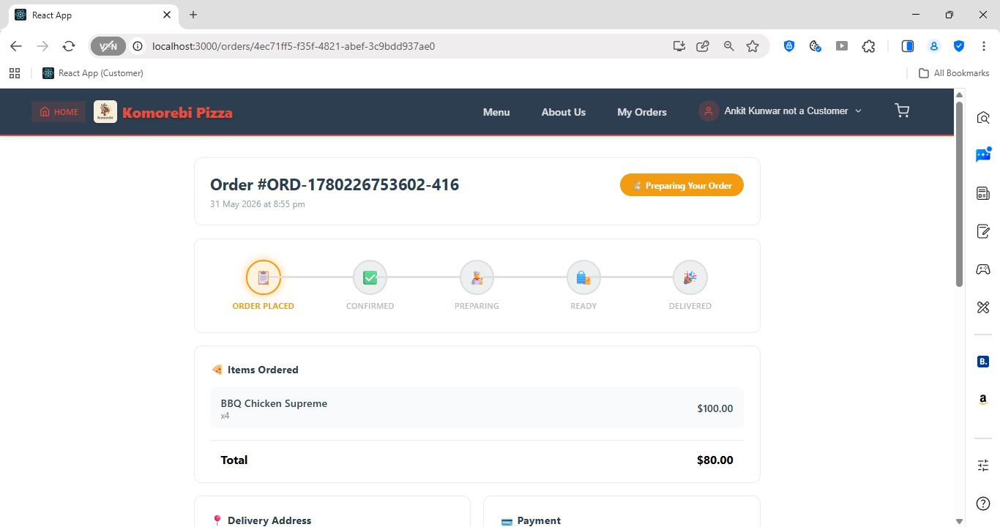 React App
VPN
localhost:3000/orders/4ec71ff5-f35f-4821-abef-3c9bdd937ae0
React App (Customer)
All Bookmarks
HOME
Komorebi
Komorebi Pizza
Menu
About Us
My Orders
Ankit Kunwar not a Customer
Order #ORD-1780226753602-416
Preparing Your Order
31 May 2026 at 8:55 pm
ORDER PLACED
CONFIRMED
PREPARING
READY
DELIVERED
Items Ordered
BBQ Chicken Supreme
x4
$100.00
Total
$80.00
Delivery Address
Payment
B.
a